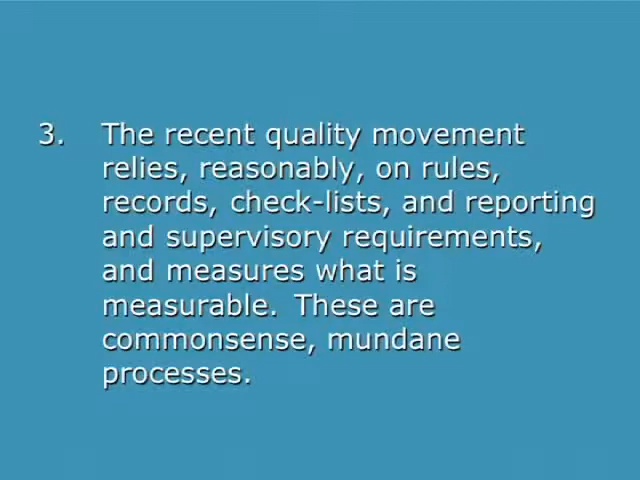 3. The recent quality movement
relies, reasonably, on rules,
records, check-lists, and reporting
and supervisory requirements,
and measures what is
measurable. These are
commonsense, mundane
processes.